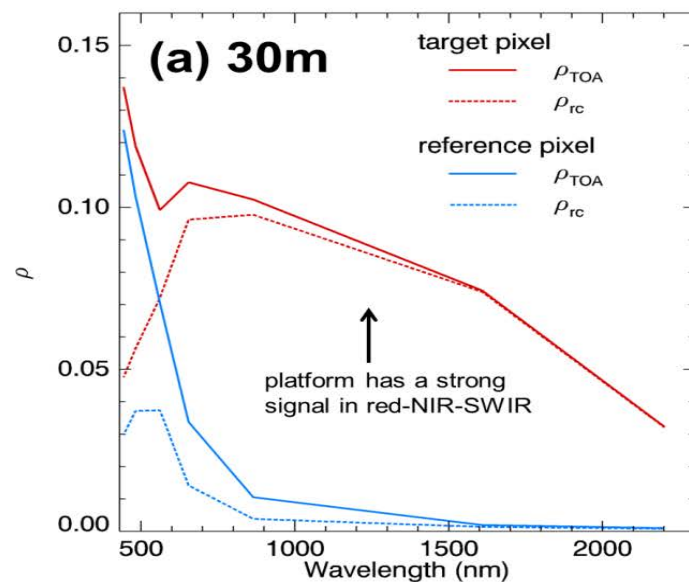 (a) 30m
target pixel
ρTOA
ρrc
reference pixel
ρTOA
ρrc
0.15
0.10
0.05
0.00
ρ
platform has a strong
signal in red-NIR-SWIR
500 1000 1500 2000
Wavelength (nm)